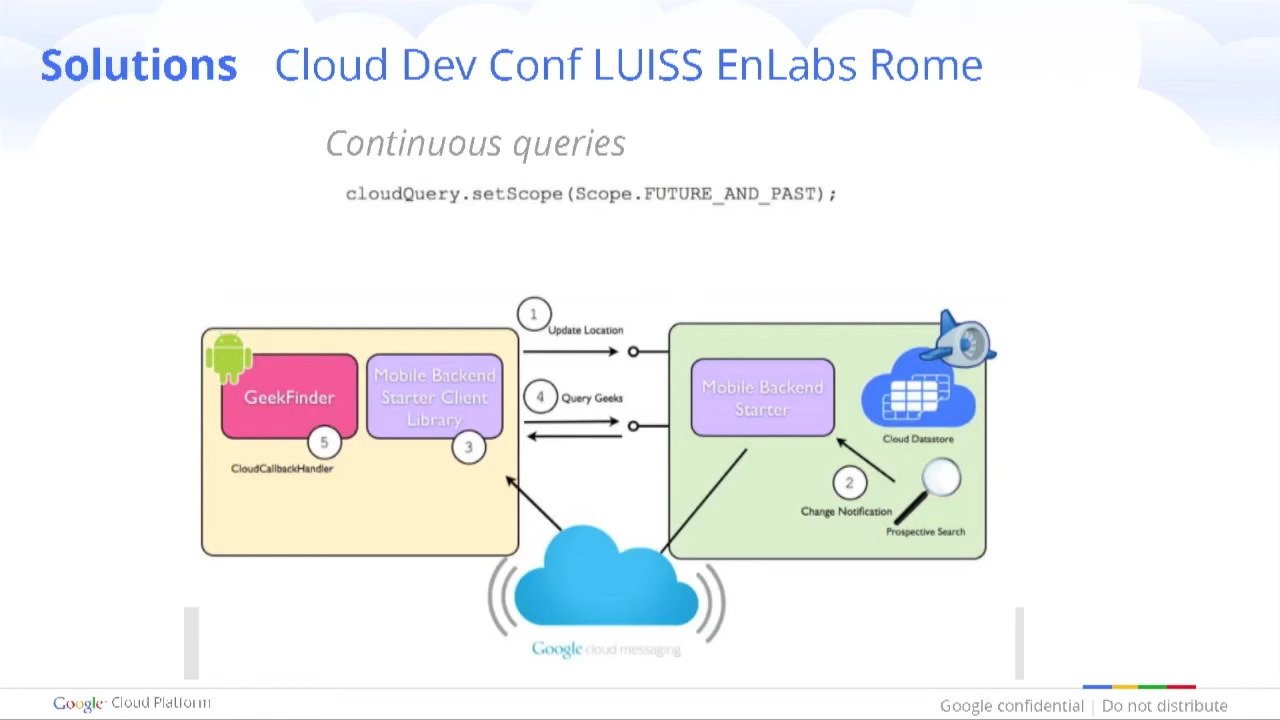 Solutions Cloud Dev Conf LUISS EnLabs Rome
Continuous queries
cloudQuery.setScope(Scope.FUTURE_AND_PAST);
1
Update Location
GeekFinder
Mobile Backend
Starter Client
Library
4 Query Geeks
Mobile Backend
Starter
Cloud Datastore
5
3
CloudCallbackHandler
2
Change Notification
Prospective Search
Google cloud messaging
Google Cloud Platform
Google confidential | Do not distribute